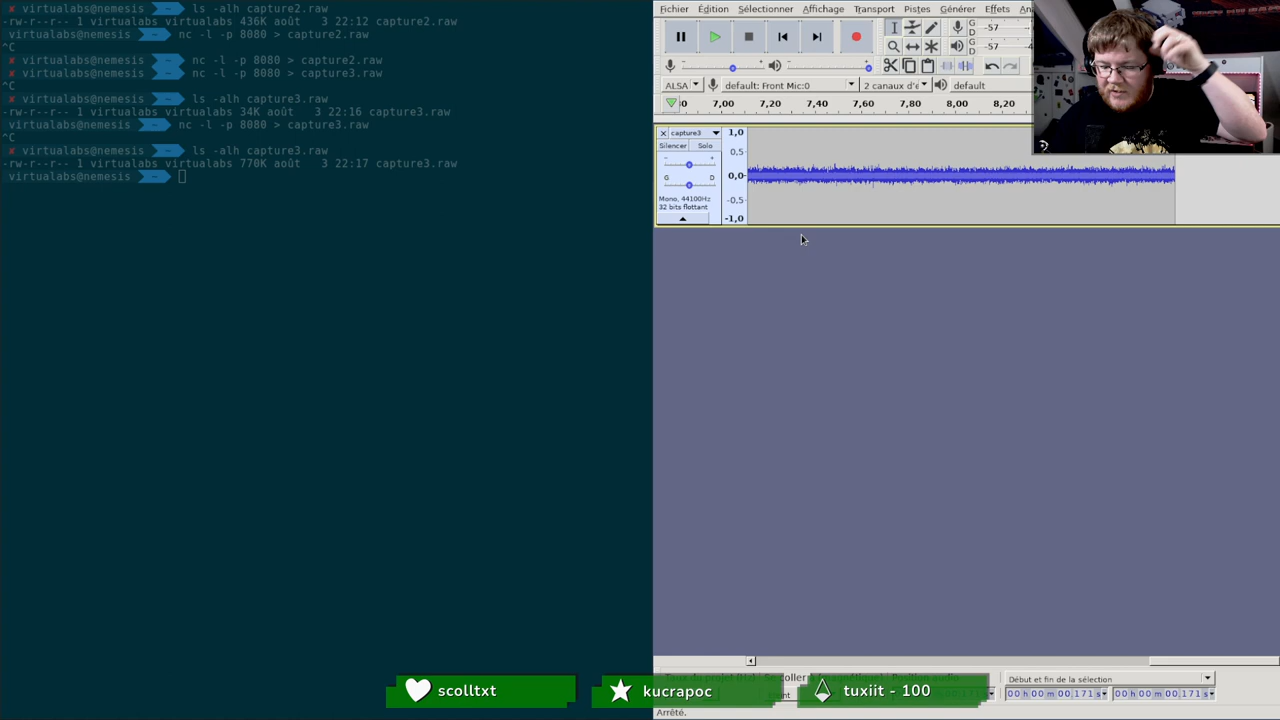 ✘ virtualabs@nemesis ~ ls -alh capture2.raw
-rw-r--r-- 1 virtualabs virtualabs 436K août   3 22:12 capture2.raw
virtualabs@nemesis ~ nc -l -p 8080 > capture2.raw
^C
✘ virtualabs@nemesis ~ nc -l -p 8080 > capture2.raw
✘ virtualabs@nemesis ~ nc -l -p 8080 > capture3.raw
^C
✘ virtualabs@nemesis ~ ls -alh capture3.raw
-rw-r--r-- 1 virtualabs virtualabs 34K août   3 22:16 capture3.raw
virtualabs@nemesis ~ nc -l -p 8080 > capture3.raw
^C
✘ virtualabs@nemesis ~ ls -alh capture3.raw
-rw-r--r-- 1 virtualabs virtualabs 770K août   3 22:17 capture3.raw
virtualabs@nemesis ~
Fichier Édition Sélectionner Affichage Transport Pistes Générer Effets
G D -57
G D -57
ALSA default: Front Mic:0 2 canaux d'e default
7,00 7,20 7,40 7,60 7,80 8,00 8,20
capture3
Silencer Solo
- +
G D
Mono, 44100Hz
32 bits flottant
1,0
0,5
0,0
-0,5
-1,0
Début et fin de la sélection
00 h 00 m 00,171 s 00 h 00 m 00,171 s
Arrêté.
scolltxt
kucrapoc
tuxiit - 100